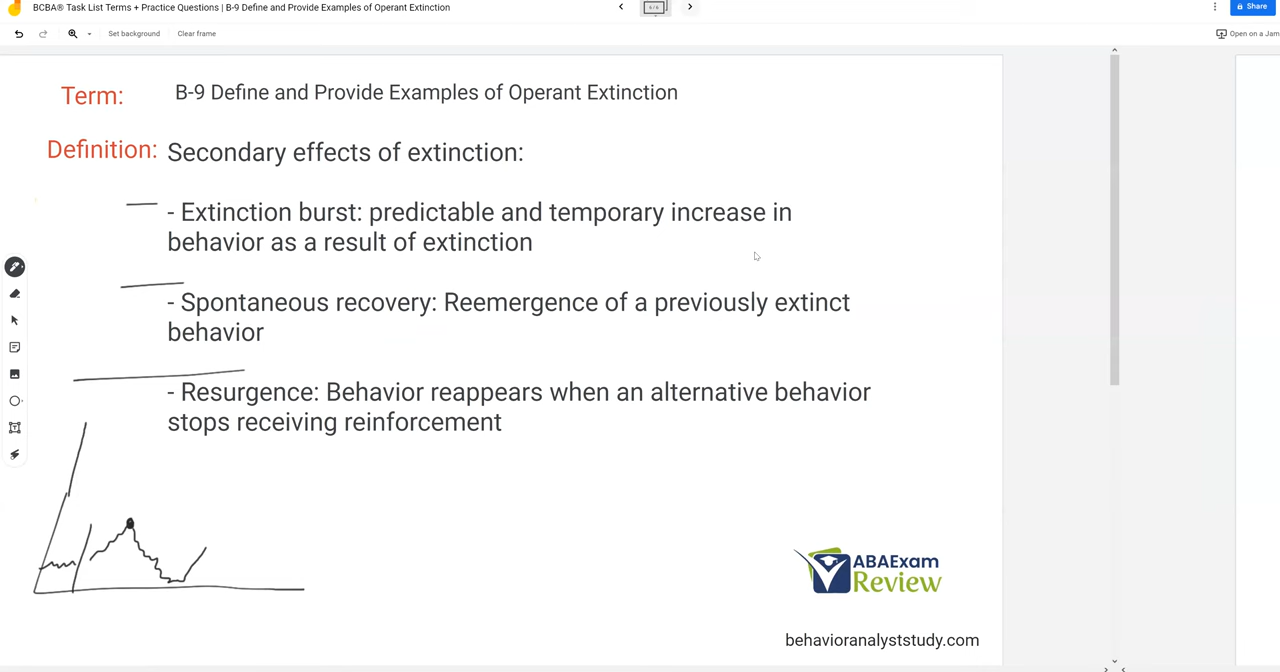 BCBA® Task List Terms + Practice Questions | B-9 Define and Provide Examples of Operant Extinction
6 / 6
Share
Set background
Clear frame
Open on a Jam
Term:
B-9 Define and Provide Examples of Operant Extinction
Definition:
Secondary effects of extinction:
- Extinction burst: predictable and temporary increase in
behavior as a result of extinction
- Spontaneous recovery: Reemergence of a previously extinct
behavior
- Resurgence: Behavior reappears when an alternative behavior
stops receiving reinforcement
ABAExam
Review
behavioranalyststudy.com